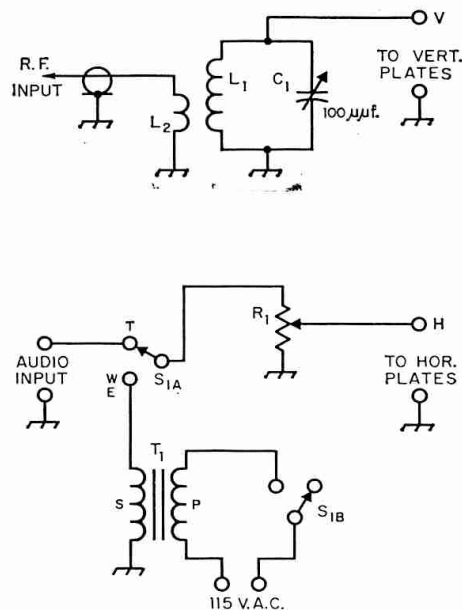 V
R.F.
INPUT
L1
C1
TO VERT.
PLATES
100 μμf.
L2
T
R1
H
AUDIO
INPUT
W
E
S1A
TO HOR.
PLATES
T1
S
P
S1B
115 V.A.C.